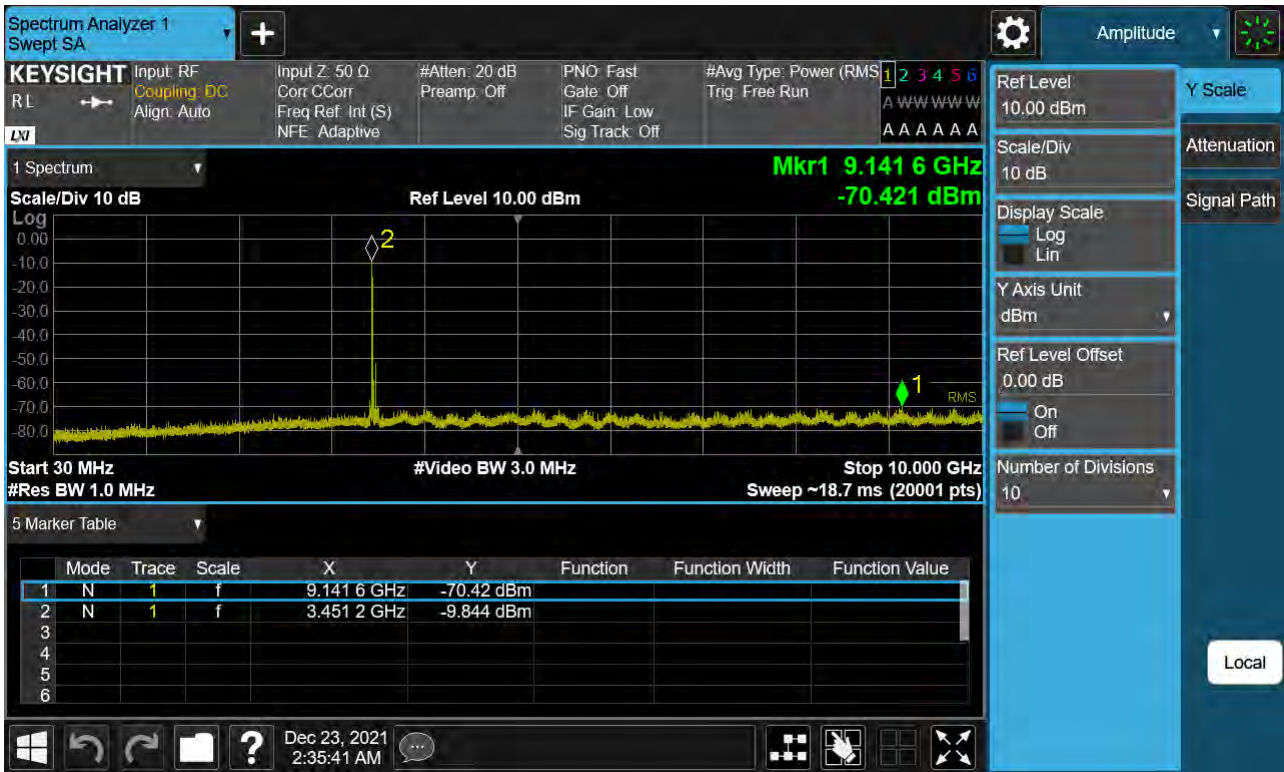 Spectrum Analyzer 1
Swept SA
+
Amplitude
KEYSIGHT
RL
LXI
Input: RF
Coupling: DC
Align: Auto
Input Z: 50 Ω
Corr CCorr
Freq Ref: Int (S)
NFE: Adaptive
#Atten: 20 dB
Preamp: Off
PNO: Fast
Gate: Off
IF Gain: Low
Sig Track: Off
#Avg Type: Power (RMS
Trig: Free Run
1 2 3 4 5 6
A W W W W W
A A A A A A
1 Spectrum
Mkr1 9.141 6 GHz
Scale/Div 10 dB
Ref Level 10.00 dBm
-70.421 dBm
Log
0.00
-10.0
-20.0
-30.0
-40.0
-50.0
-60.0
-70.0
-80.0
2
1
RMS
Start 30 MHz
#Video BW 3.0 MHz
Stop 10.000 GHz
#Res BW 1.0 MHz
Sweep ~18.7 ms (20001 pts)
5 Marker Table
Mode Trace Scale X Y Function Function Width Function Value
1 N 1 f 9.141 6 GHz -70.42 dBm
2 N 1 f 3.451 2 GHz -9.844 dBm
3
4
5
6
Ref Level
10.00 dBm
Scale/Div
10 dB
Display Scale
Log
Lin
Y Axis Unit
dBm
Ref Level Offset
0.00 dB
On
Off
Number of Divisions
10
Y Scale
Attenuation
Signal Path
Local
?
Dec 23, 2021
2:35:41 AM